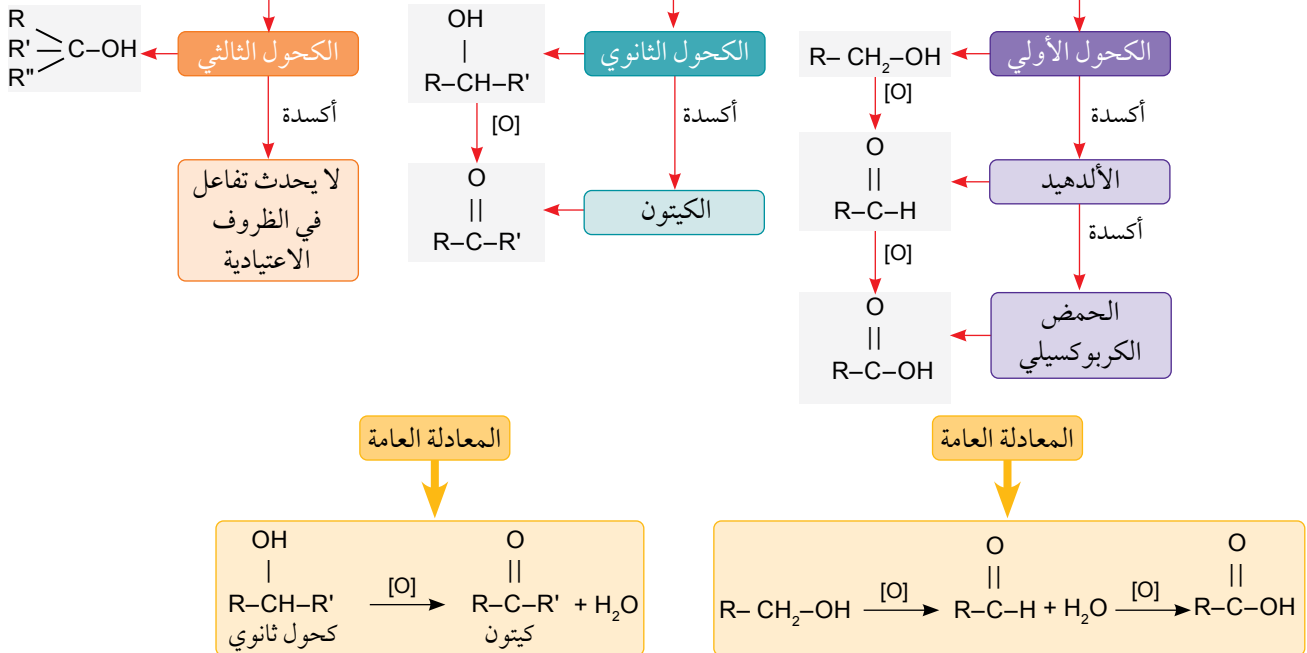 الكحول الأولي
R– CH2–OH
أكسدة
[O]
الألدهيد
O
||
R–C–H
أكسدة
[O]
الحمض
الكربوكسيلي
O
||
R–C–OH
الكحول الثانوي
OH
|
R–CH–R'
أكسدة
[O]
الكيتون
O
||
R–C–R'
الكحول الثالثي
R
R' C–OH
R"
أكسدة
لا يحدث تفاعل
في الظروف
الاعتيادية
المعادلة العامة
O O
|| ||
R– CH2–OH [O] R–C–H + H2O [O] R–C–OH
المعادلة العامة
OH O
| ||
R–CH–R' [O] R–C–R' + H2O
كحول ثانوي كيتون